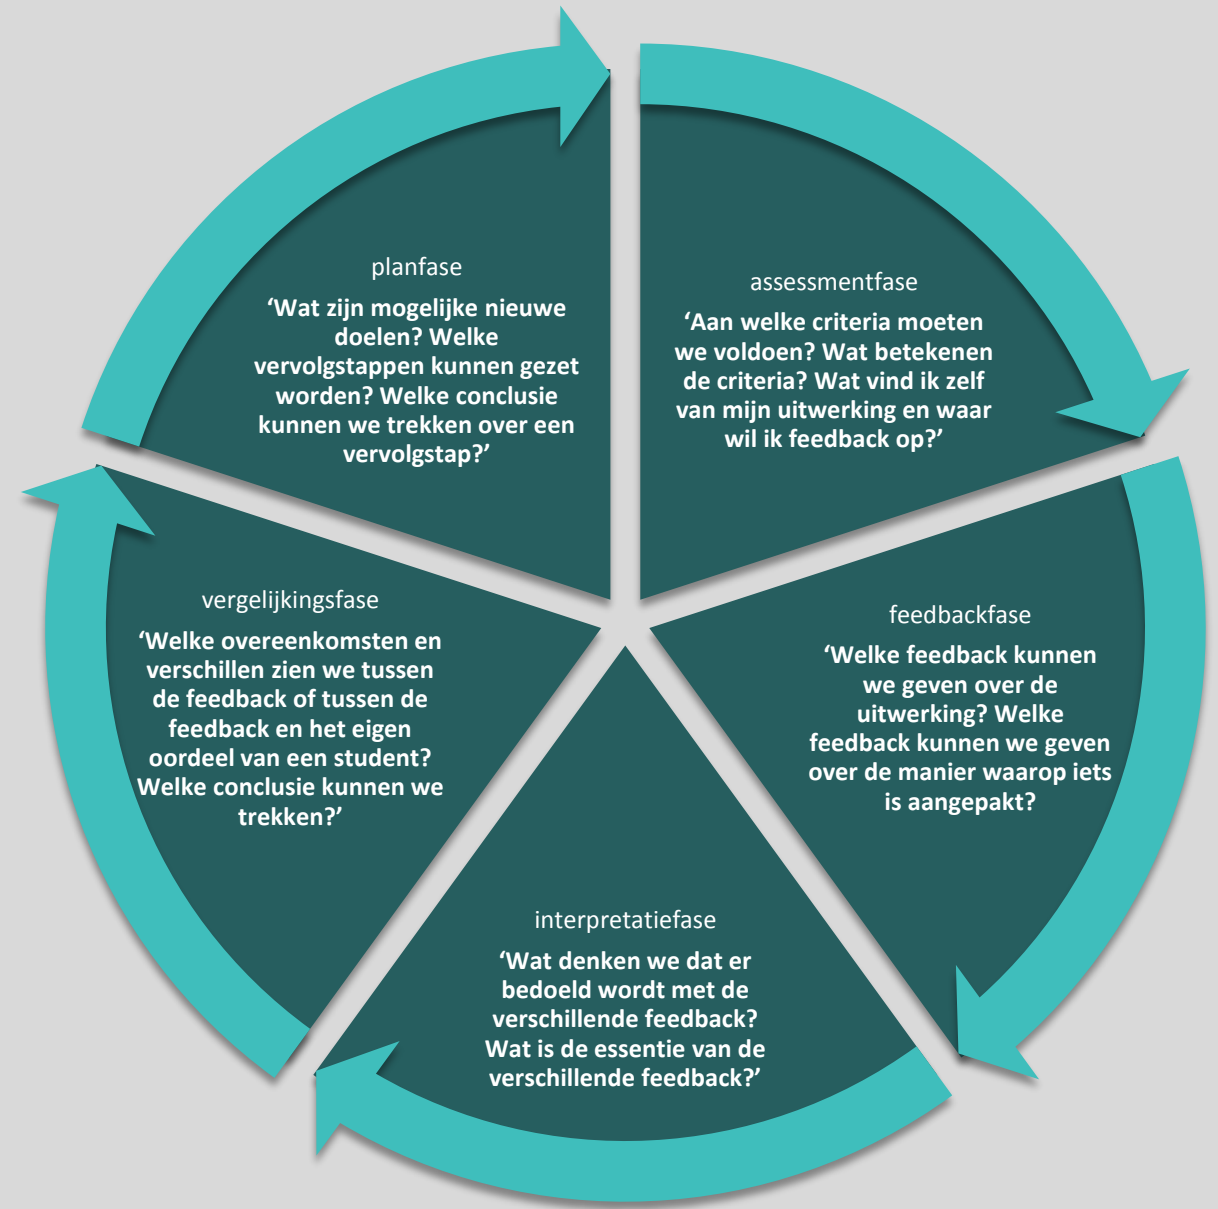 planfase
‘Wat zijn mogelijke nieuwe
doelen? Welke
vervolgstappen kunnen gezet
worden? Welke conclusie
kunnen we trekken over een
vervolgstap?’
assessmentfase
‘Aan welke criteria moeten
we voldoen? Wat betekenen
de criteria? Wat vind ik zelf
van mijn uitwerking en waar
wil ik feedback op?’
vergelijkingsfase
‘Welke overeenkomsten en
verschillen zien we tussen
de feedback of tussen de
feedback en het eigen
oordeel van een student?
Welke conclusie kunnen we
trekken?’
feedbackfase
‘Welke feedback kunnen
we geven over de
uitwerking? Welke
feedback kunnen we geven
over de manier waarop iets
is aangepakt?
interpretatiefase
‘Wat denken we dat er
bedoeld wordt met de
verschillende feedback?
Wat is de essentie van de
verschillende feedback?’